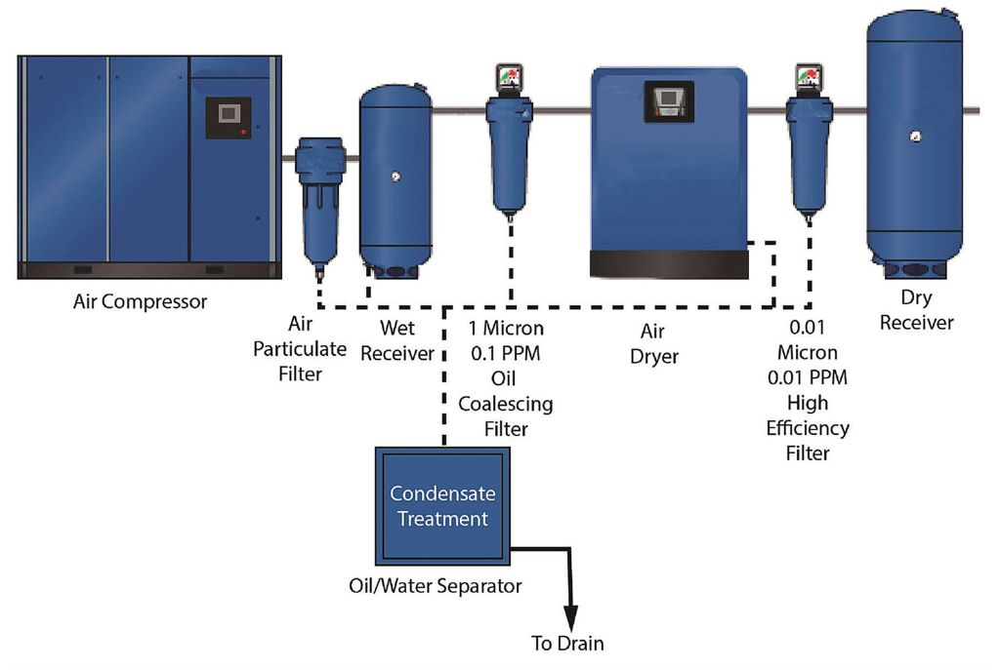 Air Compressor
Air
Particulate
Filter
Wet
Receiver
1 Micron
0.1 PPM
Oil
Coalescing
Filter
Air
Dryer
0.01
Micron
0.01 PPM
High
Efficiency
Filter
Dry
Receiver
Condensate
Treatment
Oil/Water Separator
To Drain